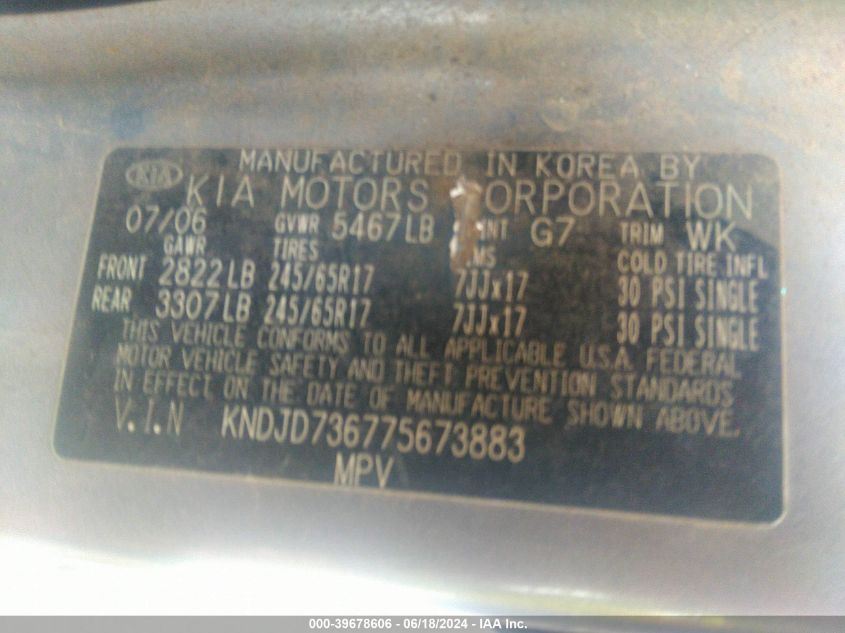 MANUFACTURED IN KOREA BY
KIA KIA MOTORS CORPORATION
07/06 GVWR 5467LB G7 TRIM WK
GAWR TIRES COLD TIRE INFL
FRONT 2822LB 245/65R17 7JJx17 30 PSI SINGLE
REAR 3307LB 245/65R17 7JJx17 30 PSI SINGLE
THIS VEHICLE CONFORMS TO ALL APPLICABLE U.S.A. FEDERAL
MOTOR VEHICLE SAFETY AND THEFT PREVENTION STANDARDS
IN EFFECT ON THE DATE OF MANUFACTURE SHOWN ABOVE.
V.I.N KNDJD736775673883
MPV
000-39678606 - 06/18/2024 - IAA Inc.